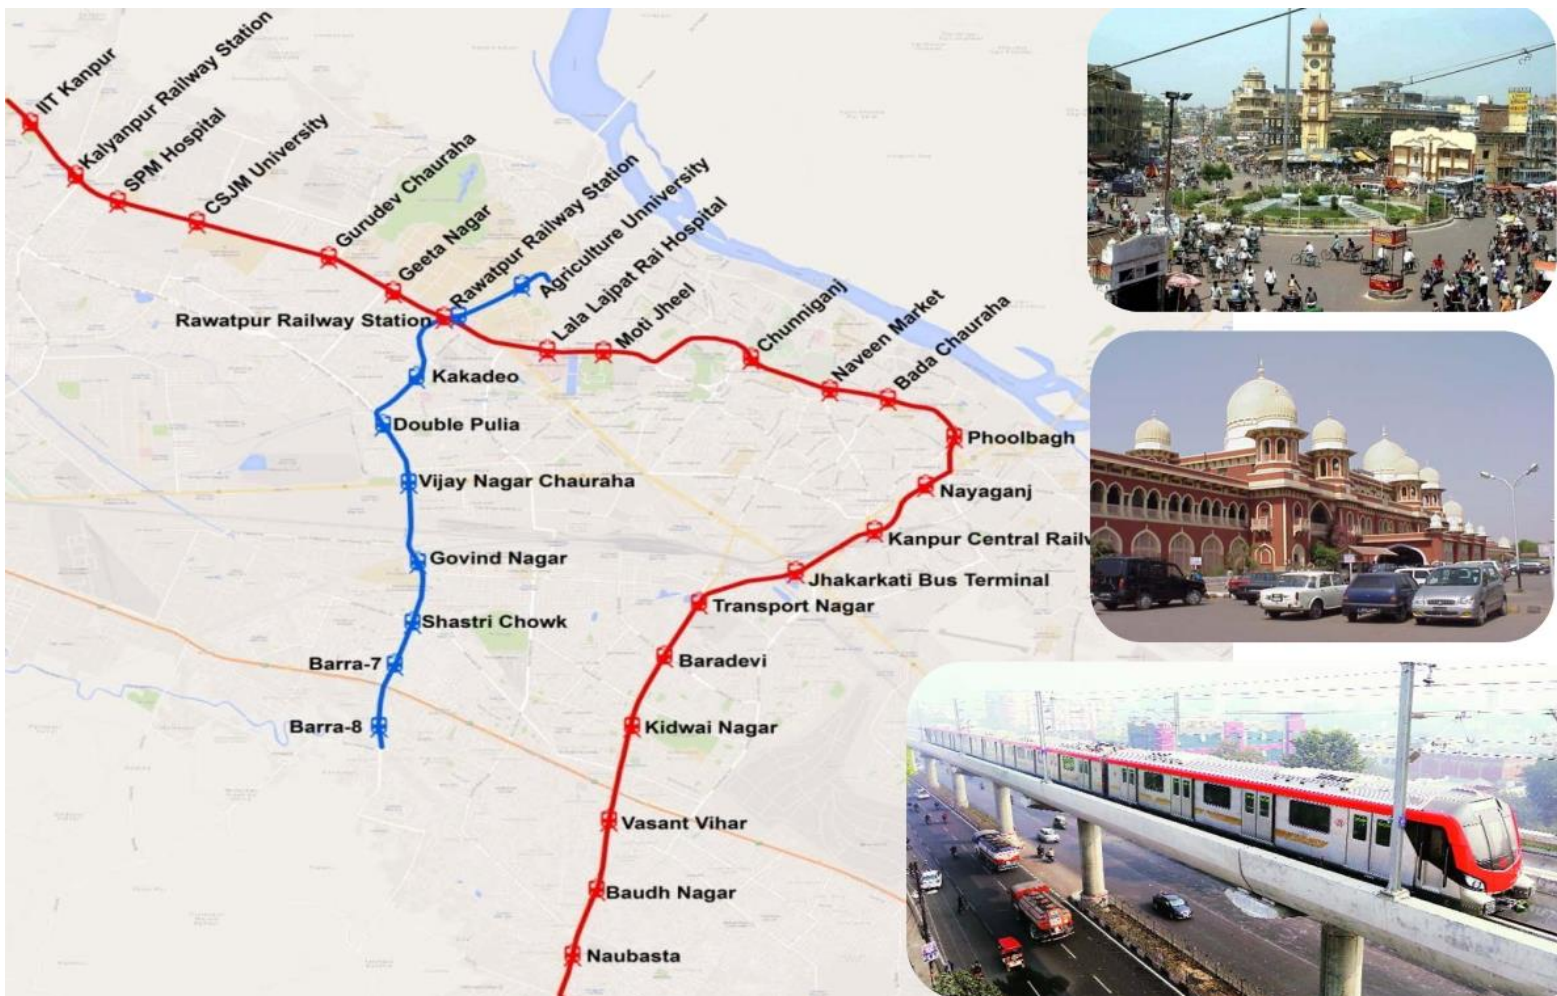 IIT Kanpur
Kalyanpur Railway Station
SPM Hospital
CSJM University
Gurudev Chauraha
Geeta Nagar
Rawatpur Railway Station
Rawatpur Railway Station
Agriculture Unniversity
Lala Lajpat Rai Hospital
Moti Jheel
Chunniganj
Naveen Market
Bada Chauraha
Phoolbagh
Nayaganj
Kanpur Central Railv
Jhakarkati Bus Terminal
Transport Nagar
Baradevi
Kidwai Nagar
Vasant Vihar
Baudh Nagar
Naubasta
Kakadeo
Double Pulia
Vijay Nagar Chauraha
Govind Nagar
Shastri Chowk
Barra-7
Barra-8